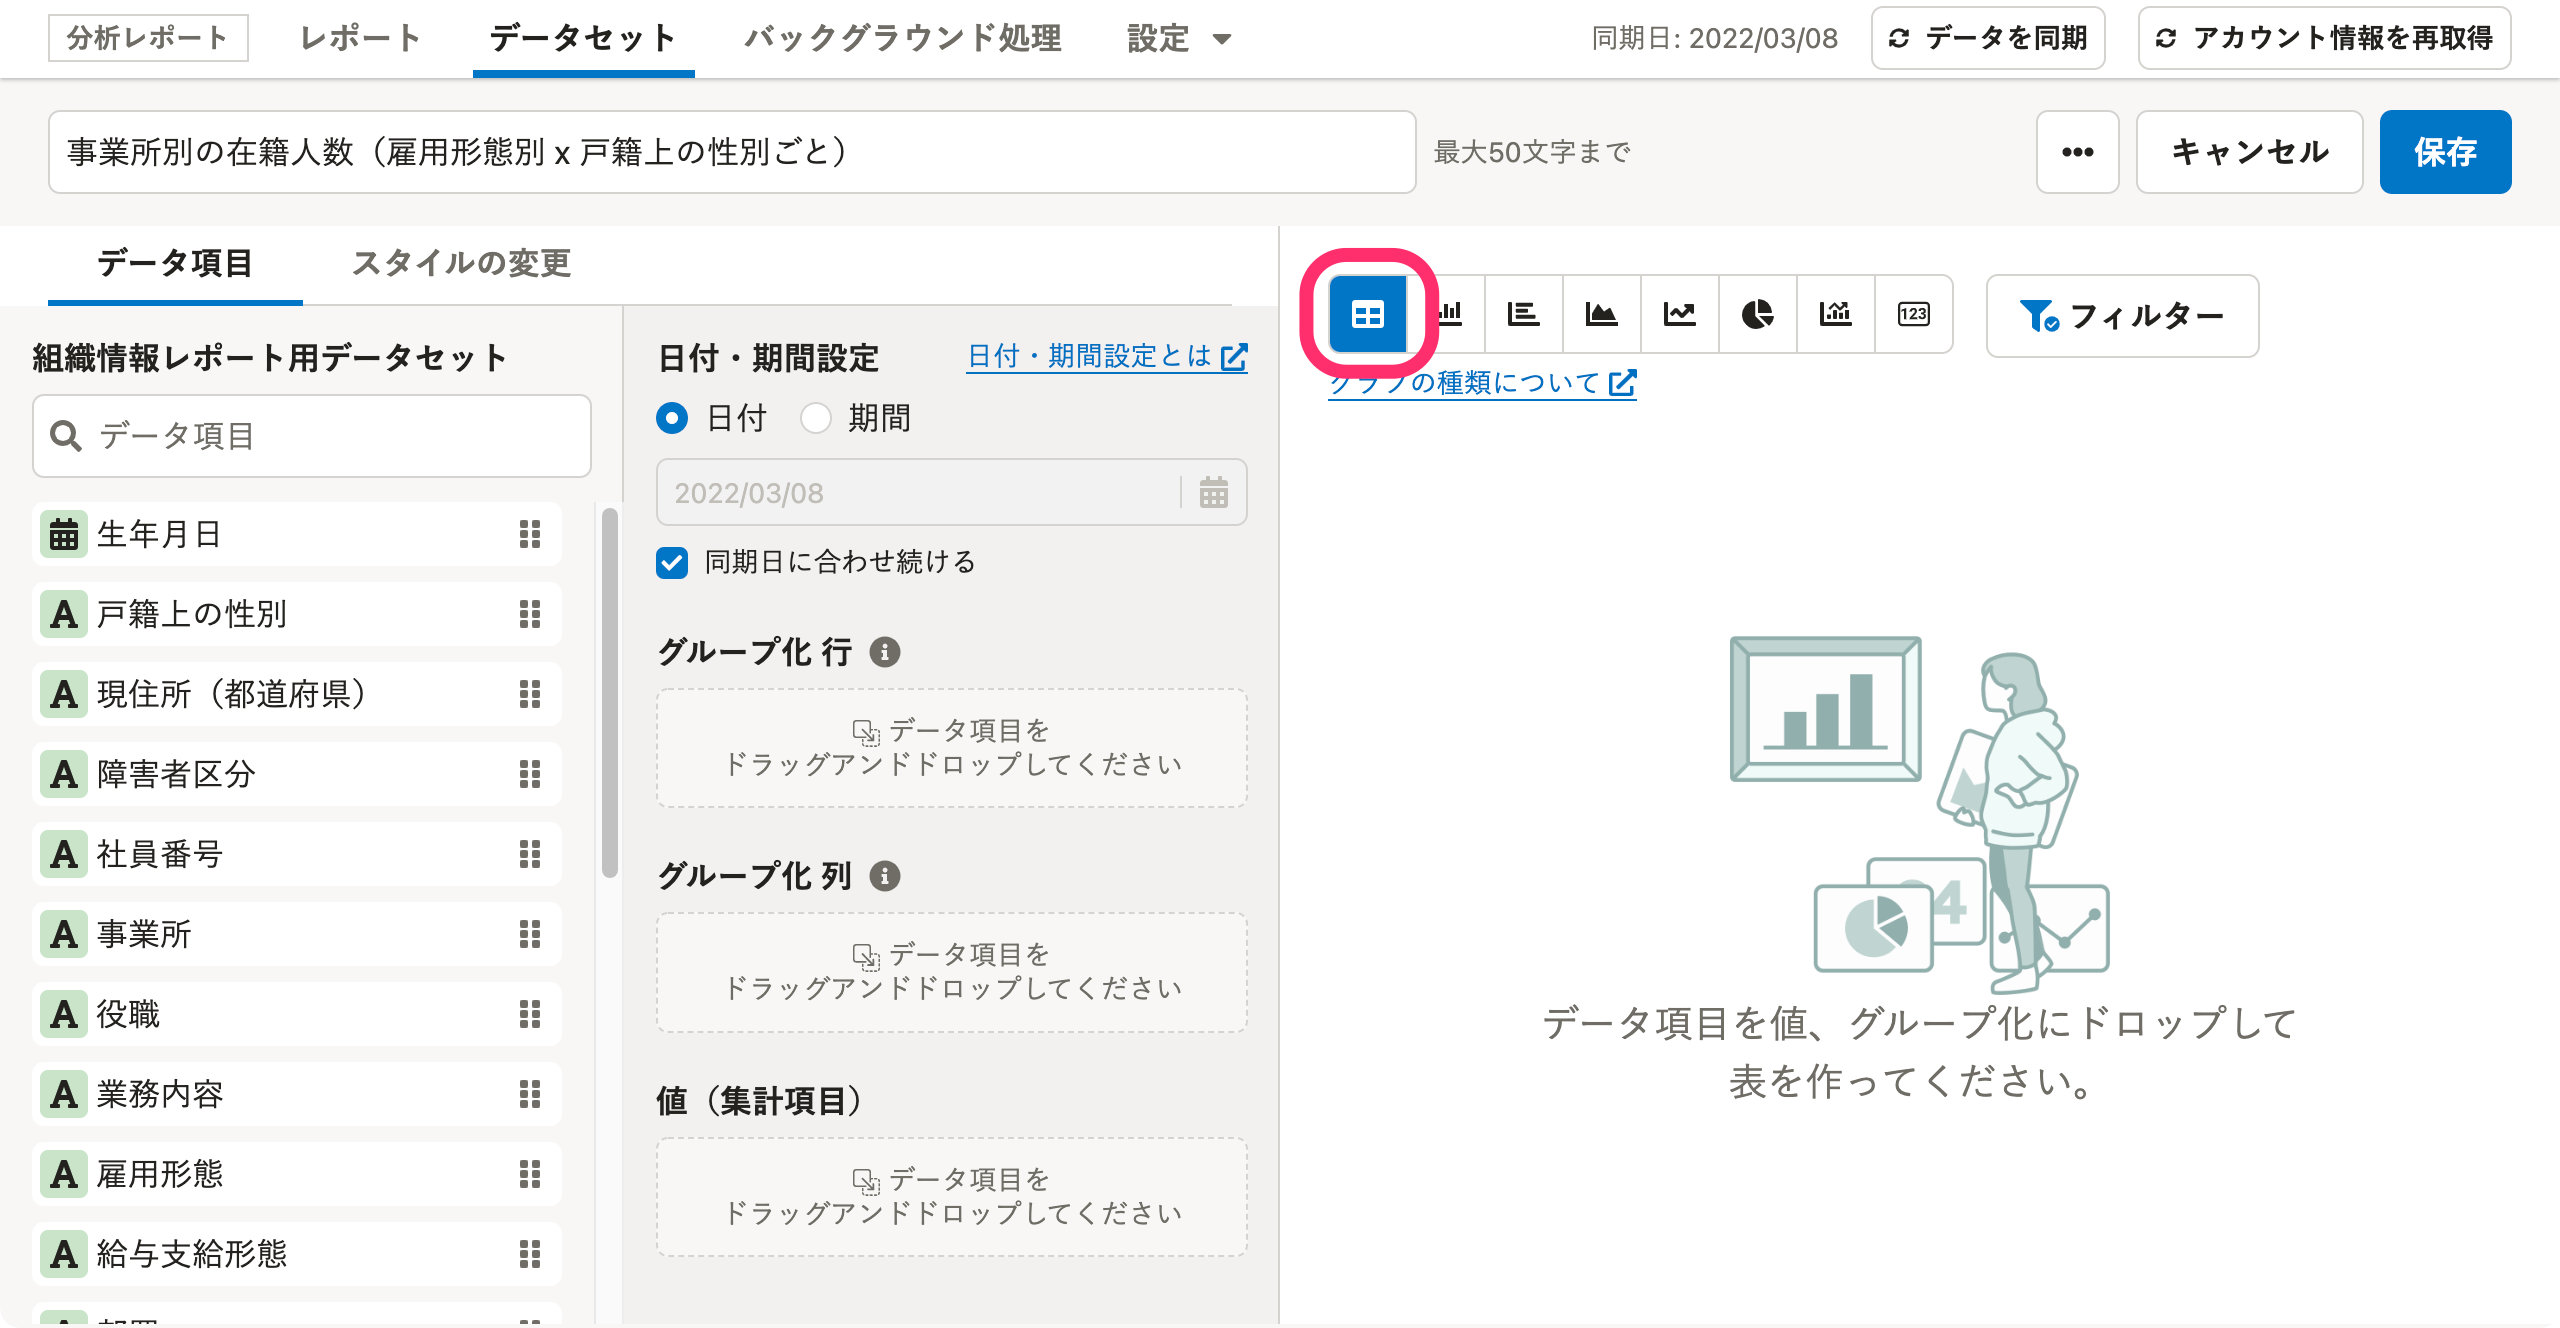 分析レポート
レポート
データセット
バックグラウンド処理
設定
同期日: 2022/03/08
データを同期
アカウント情報を再取得
事業所別の在籍人数（雇用形態別 x 戸籍上の性別ごと）
最大50文字まで
•••
キャンセル
保存
データ項目
スタイルの変更
組織情報レポート用データセット
データ項目
生年月日
A 戸籍上の性別
A 現住所（都道府県）
A 障害者区分
A 社員番号
A 事業所
A 役職
A 業務内容
A 雇用形態
A 給与支給形態
日付・期間設定
日付・期間設定とは
日付
期間
2022/03/08
同期日に合わせ続ける
グループ化 行
データ項目を
ドラッグアンドドロップしてください
グループ化 列
データ項目を
ドラッグアンドドロップしてください
値（集計項目）
データ項目を
ドラッグアンドドロップしてください
123
フィルター
グラフの種類について
4
データ項目を値、グループ化にドロップして
表を作ってください。